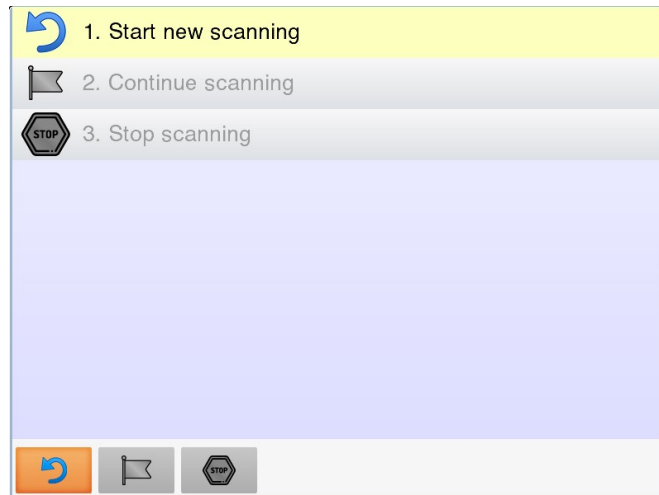 1. Start new scanning
2. Continue scanning
STOP
3. Stop scanning
STOP